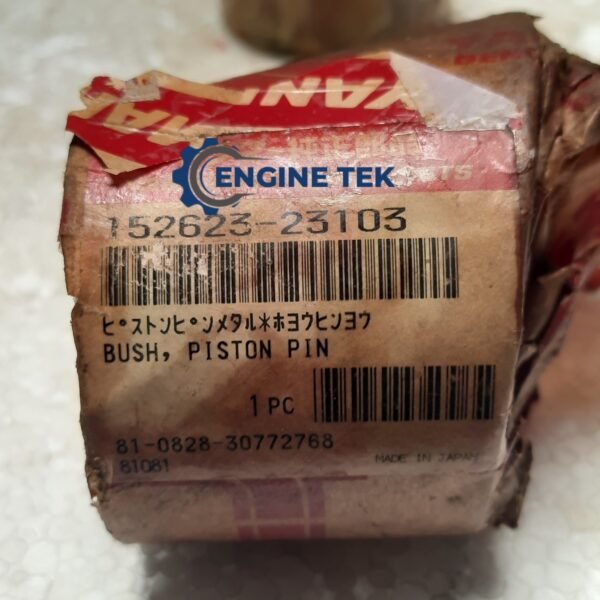 YANMAR
ENGINE TEK
152623-23103
ピストンピンメタル*ホヨウヒンヨウ
BUSH, PISTON PIN
1 PC
81-0828-30772768
81081
MADE IN JAPAN